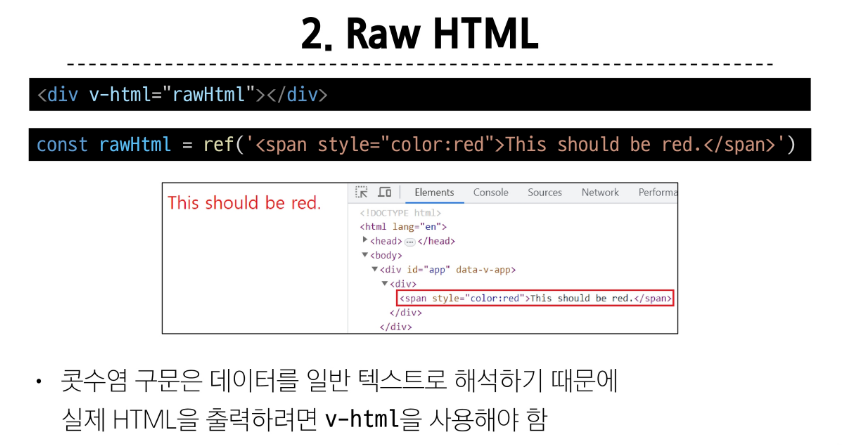 2. Raw HTML
<div v-html="rawHtml"></div>
const rawHtml = ref('<span style="color:red">This should be red.</span>')
This should be red.
Elements Console Sources Network Performa
<!DOCTYPE html>
<html lang="en">
<head>…</head>
<body>
<div id="app" data-v-app>
<div>
<span style="color:red">This should be red.</span>
</div>
</div>
• 콧수염 구문은 데이터를 일반 텍스트로 해석하기 때문에
실제 HTML을 출력하려면 v-html을 사용해야 함